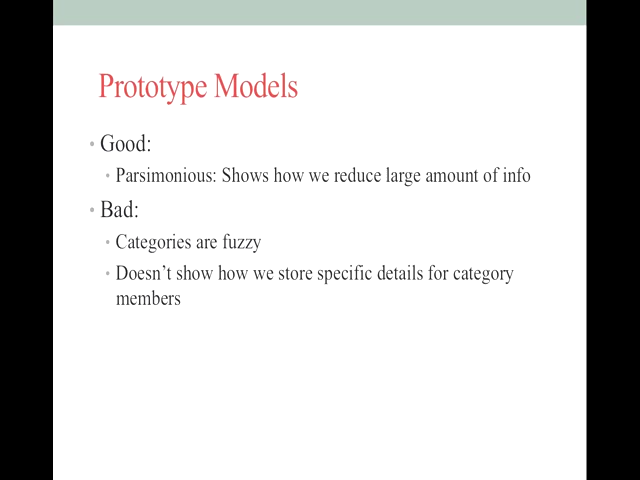 Prototype Models
• Good:
• Parsimonious: Shows how we reduce large amount of info
• Bad:
• Categories are fuzzy
• Doesn’t show how we store specific details for category
members